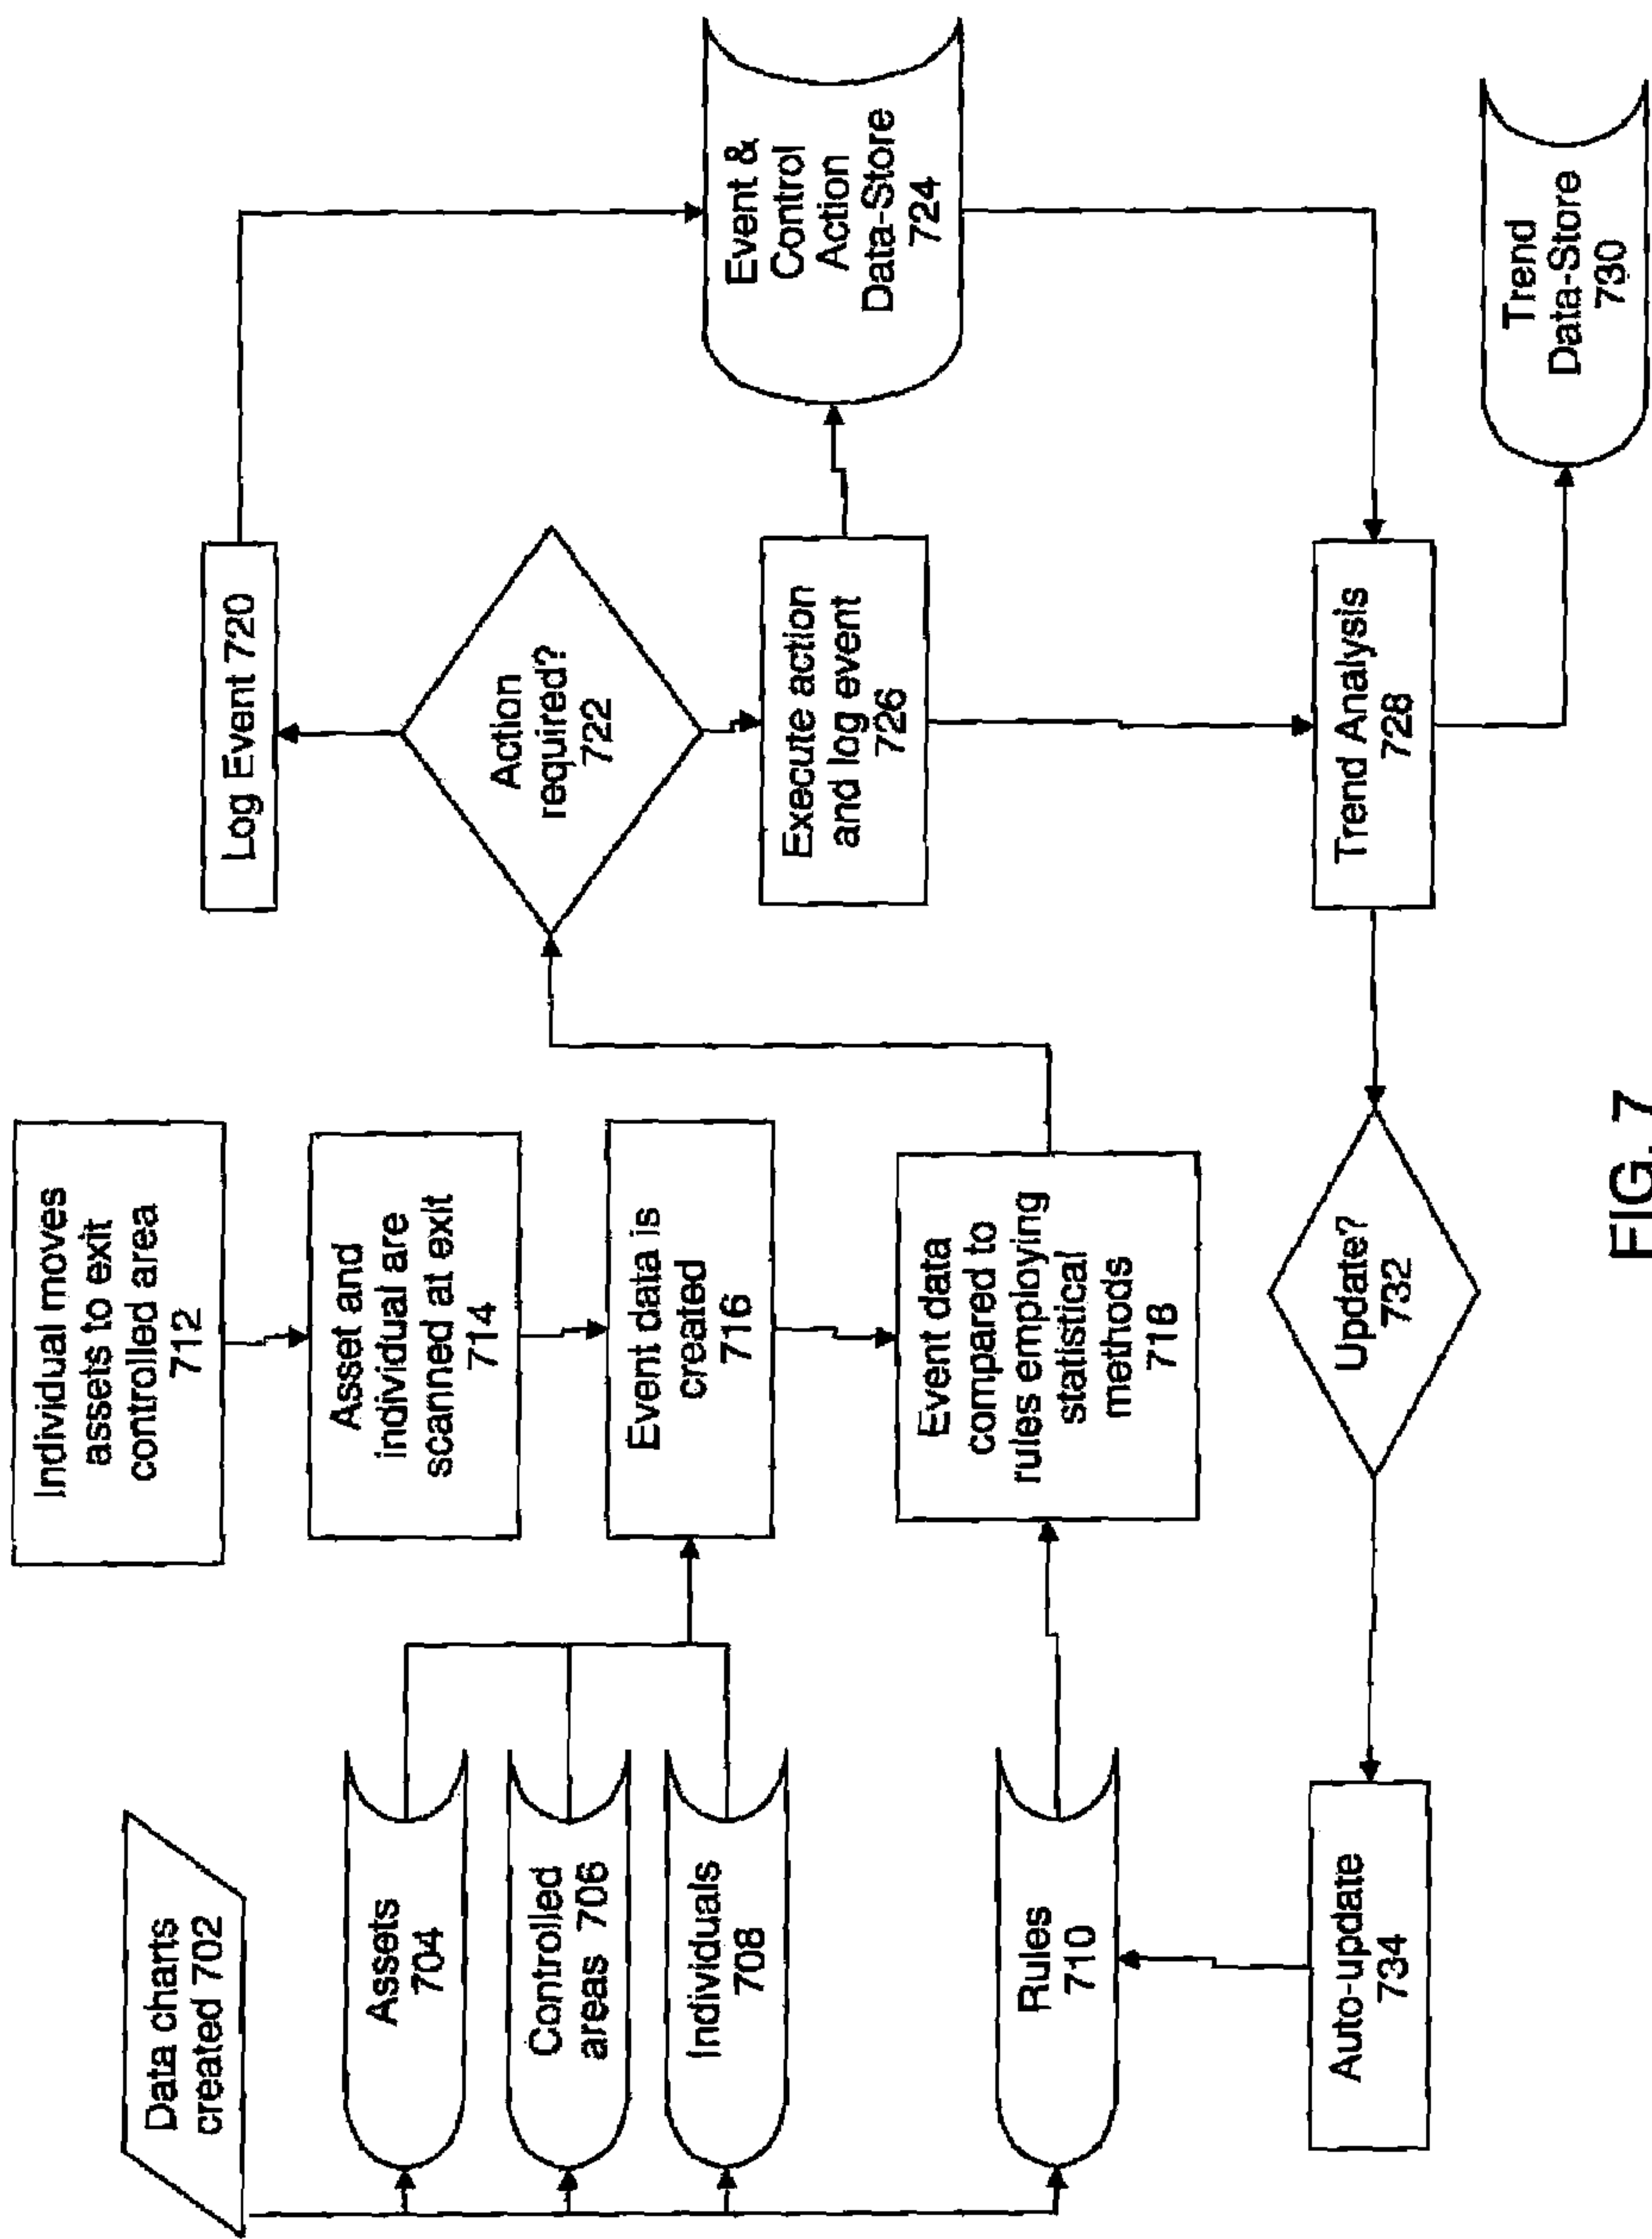 Data charts
created 702
Assets
704
Controlled
areas 706
Individuals
708
Rules
710
Auto-update
734
Individual moves
assets to exit
controlled area
712
Asset and
individual are
scanned at exit
714
Event data is
created
716
Event data
compared to
rules employing
statistical
methods
718
Update?
732
Log Event 720
Action
required?
722
Execute action
and log event
726
Trend Analysis
728
Event &
Control
Action
Data-Store
724
Trend
Data-Store
730
FIG. 7